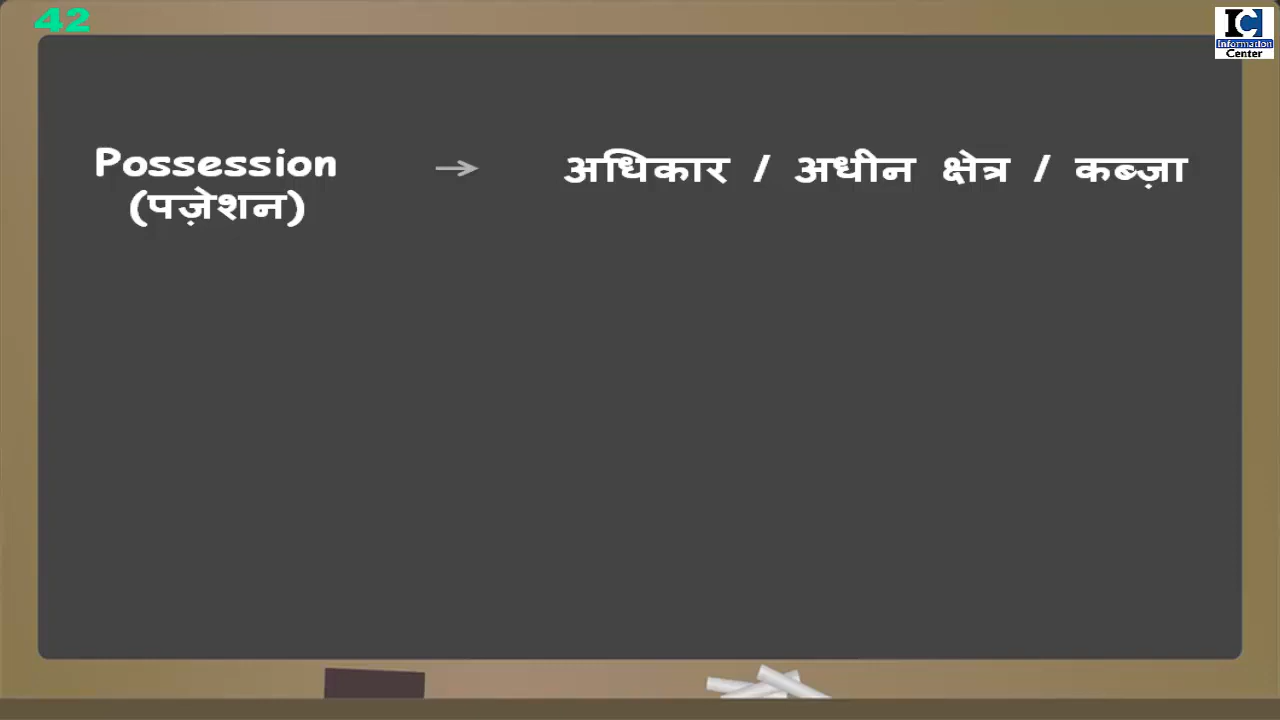 42
IC
Information
Center
Possession → अधिकार / अधीन क्षेत्र / कब्ज़ा
(पज़ेशन)